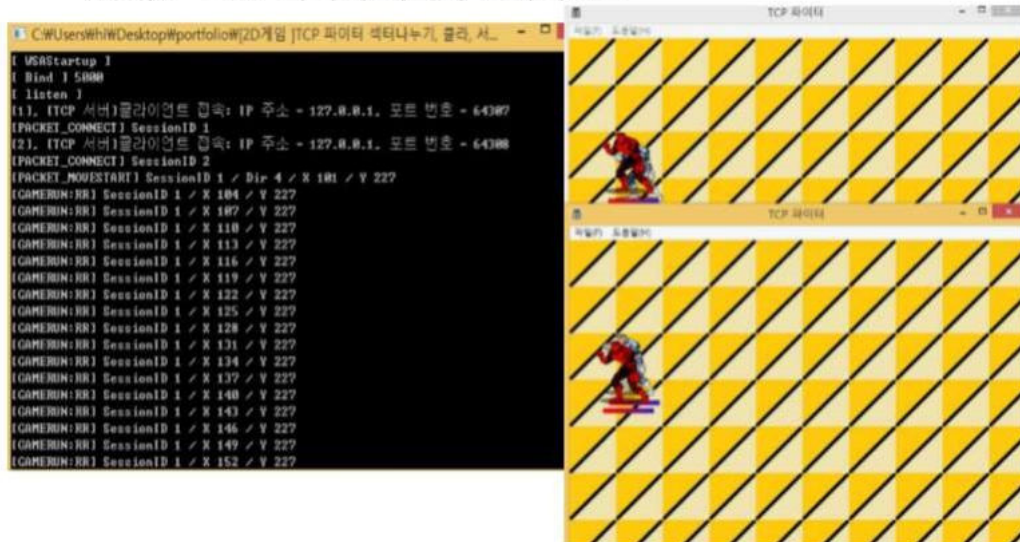 C:₩Users₩hi₩Desktop₩portfolio₩[2D게임 ]TCP 파이터 섹터나누기, 클라, 서...
[ WSAStartup ]
[ Bind ] 5000
[ listen ]
[1]. [TCP 서버]클라이언트 접속: IP 주소 = 127.0.0.1, 포트 번호 = 64307
[PACKET_CONNECT] SessionID 1
[2]. [TCP 서버]클라이언트 접속: IP 주소 = 127.0.0.1, 포트 번호 = 64308
[PACKET_CONNECT] SessionID 2
[PACKET_MOVESTART] SessionID 1 / Dir 4 / X 101 / Y 227
[GAMERUN:RR] SessionID 1 / X 104 / Y 227
[GAMERUN:RR] SessionID 1 / X 107 / Y 227
[GAMERUN:RR] SessionID 1 / X 110 / Y 227
[GAMERUN:RR] SessionID 1 / X 113 / Y 227
[GAMERUN:RR] SessionID 1 / X 116 / Y 227
[GAMERUN:RR] SessionID 1 / X 119 / Y 227
[GAMERUN:RR] SessionID 1 / X 122 / Y 227
[GAMERUN:RR] SessionID 1 / X 125 / Y 227
[GAMERUN:RR] SessionID 1 / X 128 / Y 227
[GAMERUN:RR] SessionID 1 / X 131 / Y 227
[GAMERUN:RR] SessionID 1 / X 134 / Y 227
[GAMERUN:RR] SessionID 1 / X 137 / Y 227
[GAMERUN:RR] SessionID 1 / X 140 / Y 227
[GAMERUN:RR] SessionID 1 / X 143 / Y 227
[GAMERUN:RR] SessionID 1 / X 146 / Y 227
[GAMERUN:RR] SessionID 1 / X 149 / Y 227
[GAMERUN:RR] SessionID 1 / X 152 / Y 227
TCP 파이터
파일(F) 도움말(H)
TCP 파이터
파일(F) 도움말(H)